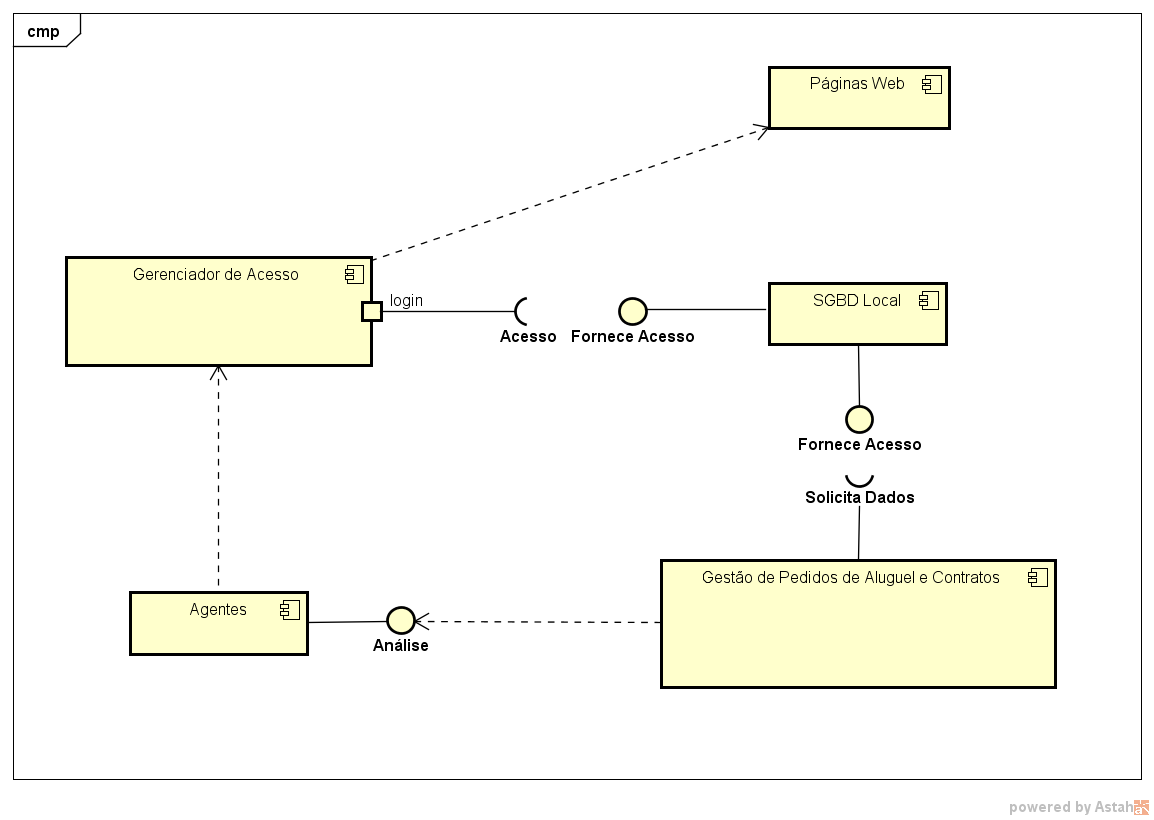 cmp
Páginas Web
Gerenciador de Acesso
login
SGBD Local
Acesso
Fornece Acesso
Fornece Acesso
Solicita Dados
Gestão de Pedidos de Aluguel e Contratos
Agentes
Análise
powered by Astah